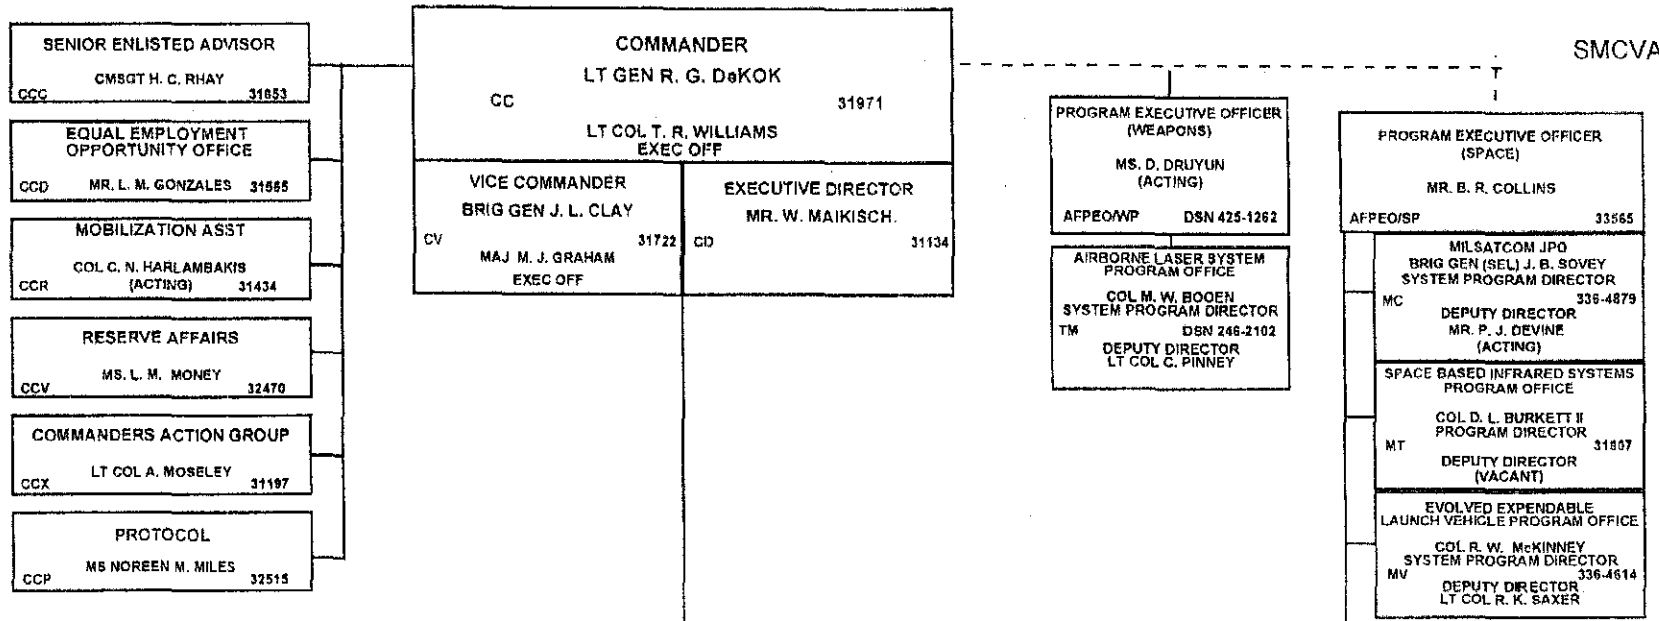 SENIOR ENLISTED ADVISOR
CMSGT H. C. RHAY
CCC 31653
EQUAL EMPLOYMENT
OPPORTUNITY OFFICE
CCD MR. L. M. GONZALES 31565
MOBILIZATION ASST
COL C. N. HARLAMBAKIS
CCR (ACTING) 31434
RESERVE AFFAIRS
MS. L. M. MONEY
CCV 32470
COMMANDERS ACTION GROUP
LT COL A. MOSELEY
CCX 31197
PROTOCOL
MS NOREEN M. MILES
CCP 32515
COMMANDER
LT GEN R. G. DeKOK
CC 31971
LT COL T. R. WILLIAMS
EXEC OFF
VICE COMMANDER
BRIG GEN J. L. CLAY
CV 31722
MAJ M. J. GRAHAM
EXEC OFF
EXECUTIVE DIRECTOR
MR. W. MAIKISCH.
CD 31134
SMCVA
PROGRAM EXECUTIVE OFFICER
(WEAPONS)
MS. D. DRUYUN
(ACTING)
AFPEO/WP DSN 425-1262
AIRBORNE LASER SYSTEM
PROGRAM OFFICE
COL M. W. BOOEN
SYSTEM PROGRAM DIRECTOR
TM DSN 246-2102
DEPUTY DIRECTOR
LT COL C. PINNEY
PROGRAM EXECUTIVE OFFICER
(SPACE)
MR. B. R. COLLINS
AFPEO/SP 33565
MILSATCOM JPO
BRIG GEN (SEL) J. B. SOVEY
SYSTEM PROGRAM DIRECTOR
MC 336-4879
DEPUTY DIRECTOR
MR. P. J. DEVINE
(ACTING)
SPACE BASED INFRARED SYSTEMS
PROGRAM OFFICE
COL D. L. BURKETT II
PROGRAM DIRECTOR
MT 31807
DEPUTY DIRECTOR
(VACANT)
EVOLVED EXPENDABLE
LAUNCH VEHICLE PROGRAM OFFICE
COL R. W. McKINNEY
SYSTEM PROGRAM DIRECTOR
MV 336-4614
DEPUTY DIRECTOR
LT COL R. K. SAXER